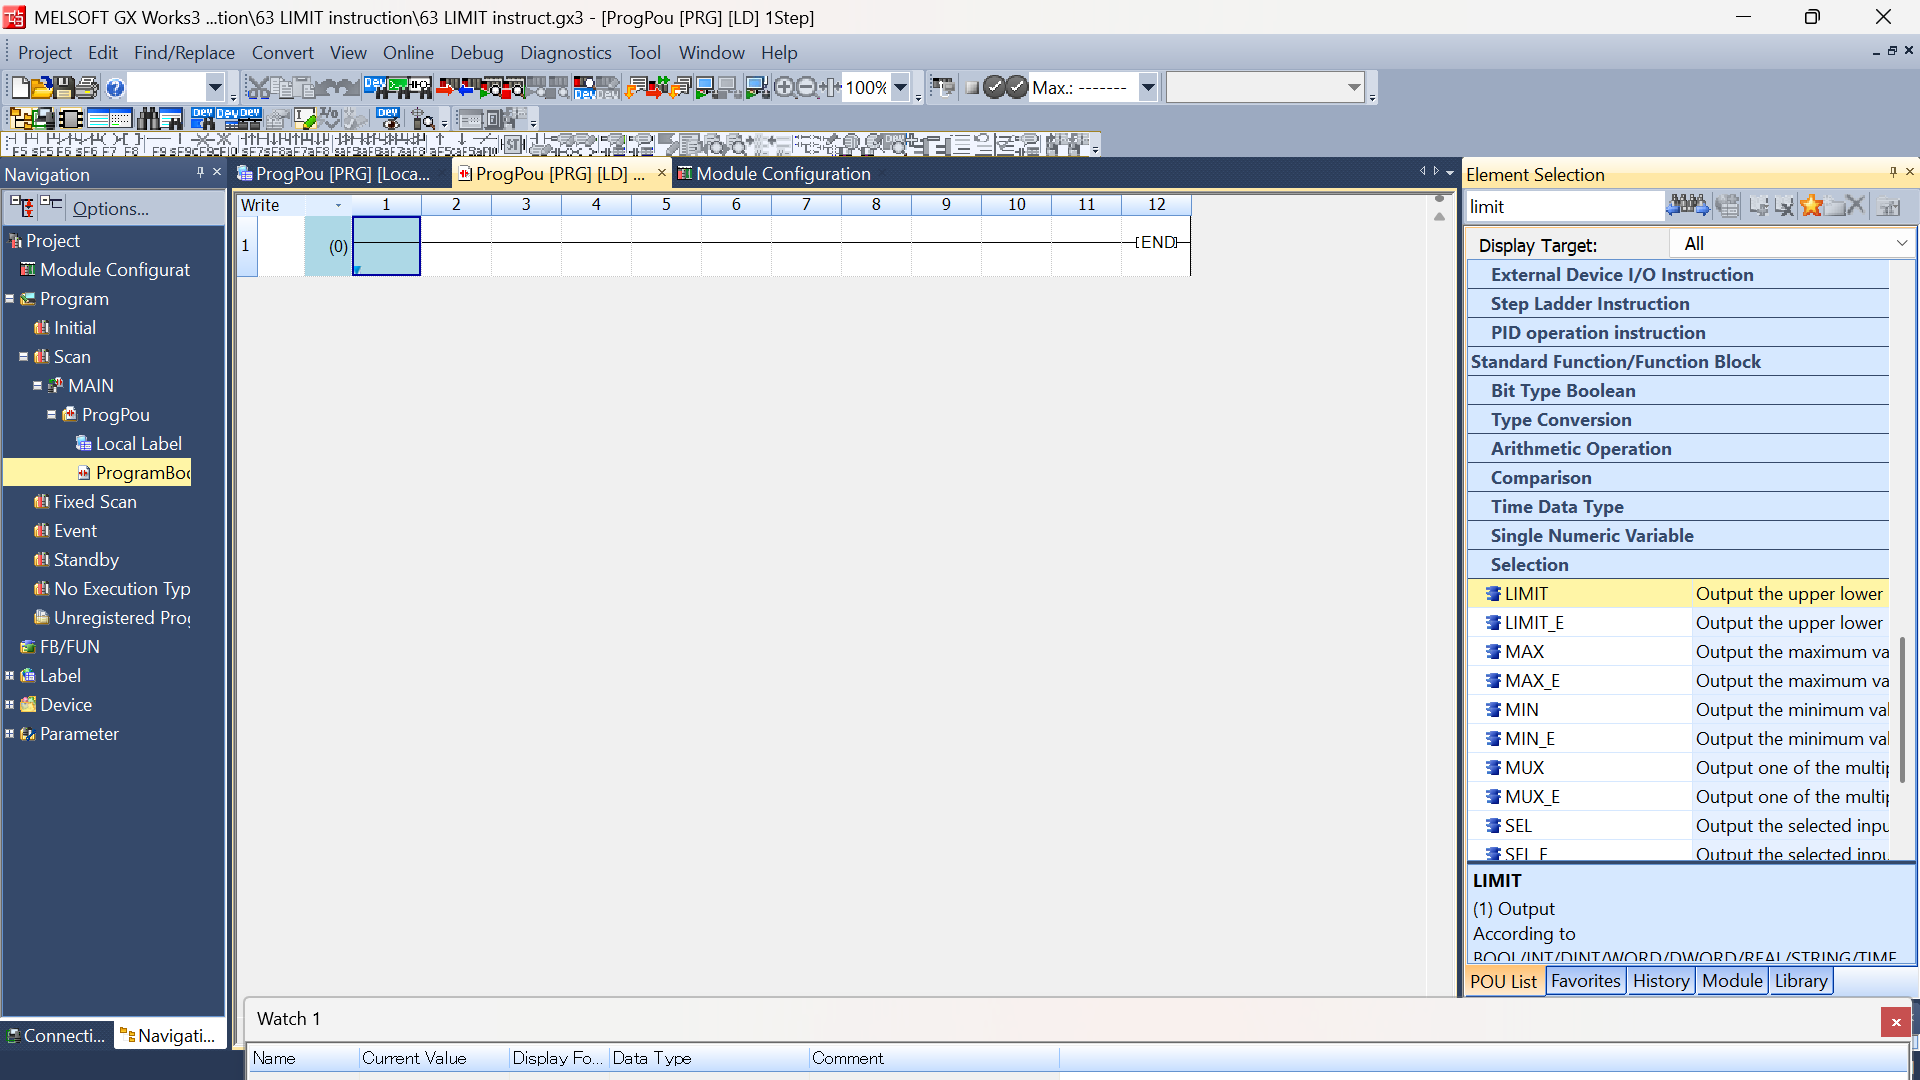 MELSOFT GX Works3 ...tion\63 LIMIT instruction\63 LIMIT instruct.gx3 - [ProgPou [PRG] [LD] 1Step]
Project Edit Find/Replace Convert View Online Debug Diagnostics Tool Window Help
100% Max.: -------
Navigation
Options...
Project
Module Configurat
Program
Initial
Scan
MAIN
ProgPou
Local Label
ProgramBo
Fixed Scan
Event
Standby
No Execution Typ
Unregistered Pro
FB/FUN
Label
Device
Parameter
Connecti... Navigati...
ProgPou [PRG] [Loca... ProgPou [PRG] [LD] ... Module Configuration
Write 1 2 3 4 5 6 7 8 9 10 11 12
1 (0) [END]
Element Selection
limit
Display Target: All
External Device I/O Instruction
Step Ladder Instruction
PID operation instruction
Standard Function/Function Block
Bit Type Boolean
Type Conversion
Arithmetic Operation
Comparison
Time Data Type
Single Numeric Variable
Selection
LIMIT Output the upper lower
LIMIT_E Output the upper lower
MAX Output the maximum va
MAX_E Output the maximum va
MIN Output the minimum val
MIN_E Output the minimum val
MUX Output one of the multip
MUX_E Output one of the multip
SEL Output the selected inpu
SEL_E Output the selected inpu
LIMIT
(1) Output
According to
BOOL/INT/DINT/WORD/DWORD/REAL/STRING/TIME
POU List Favorites History Module Library
Watch 1
Name Current Value Display Fo... Data Type Comment